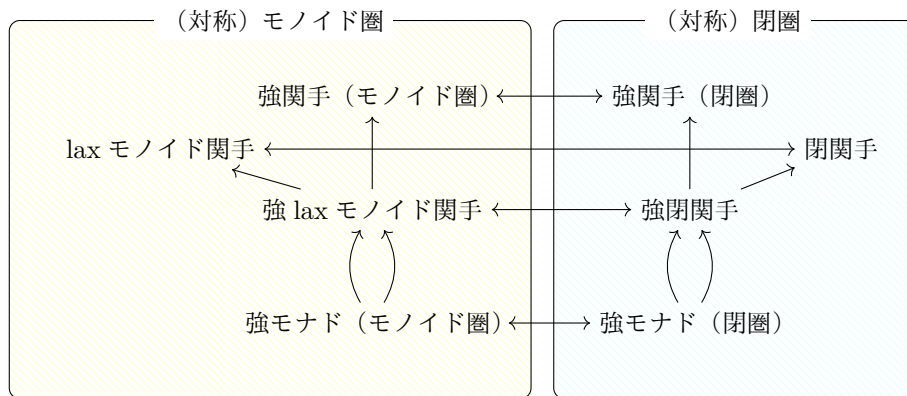 （対称）モノイド圏
（対称）閉圏
強関手（モノイド圏）
強関手（閉圏）
lax モノイド関手
閉関手
強 lax モノイド関手
強閉関手
強モナド（モノイド圏）
強モナド（閉圏）